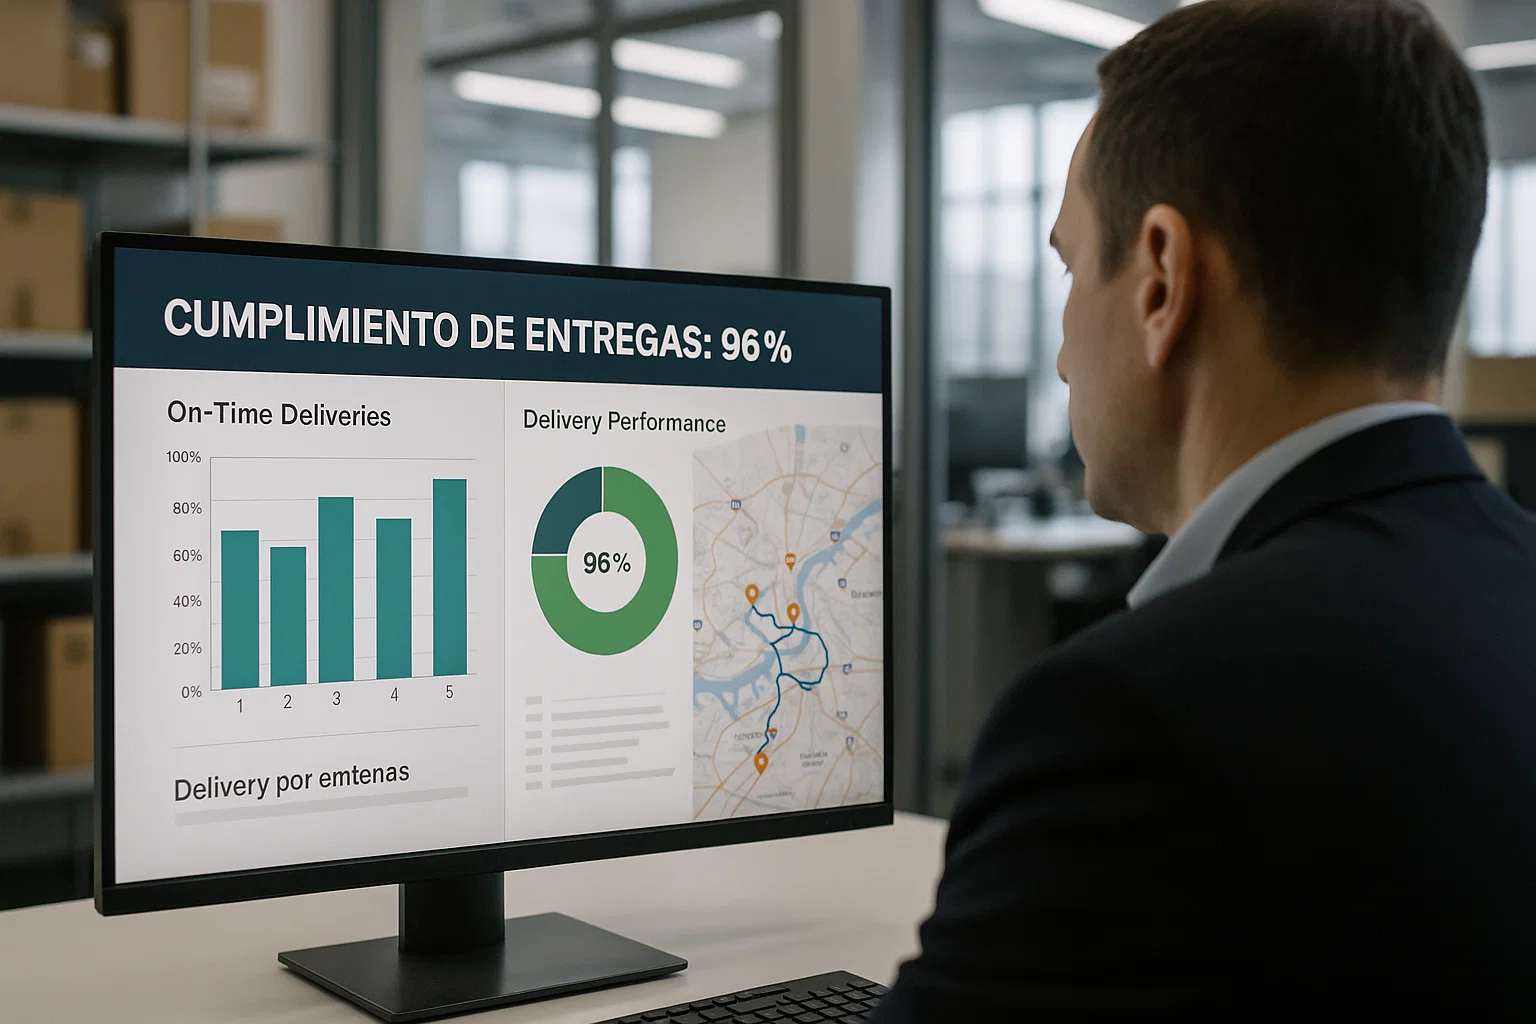 CUMPLIMIENTO DE ENTREGAS: 96%
On-Time Deliveries
100%
80%
60%
40%
20%
0%
1 2 3 4 5
Delivery por emtenas
Delivery Performance
96%